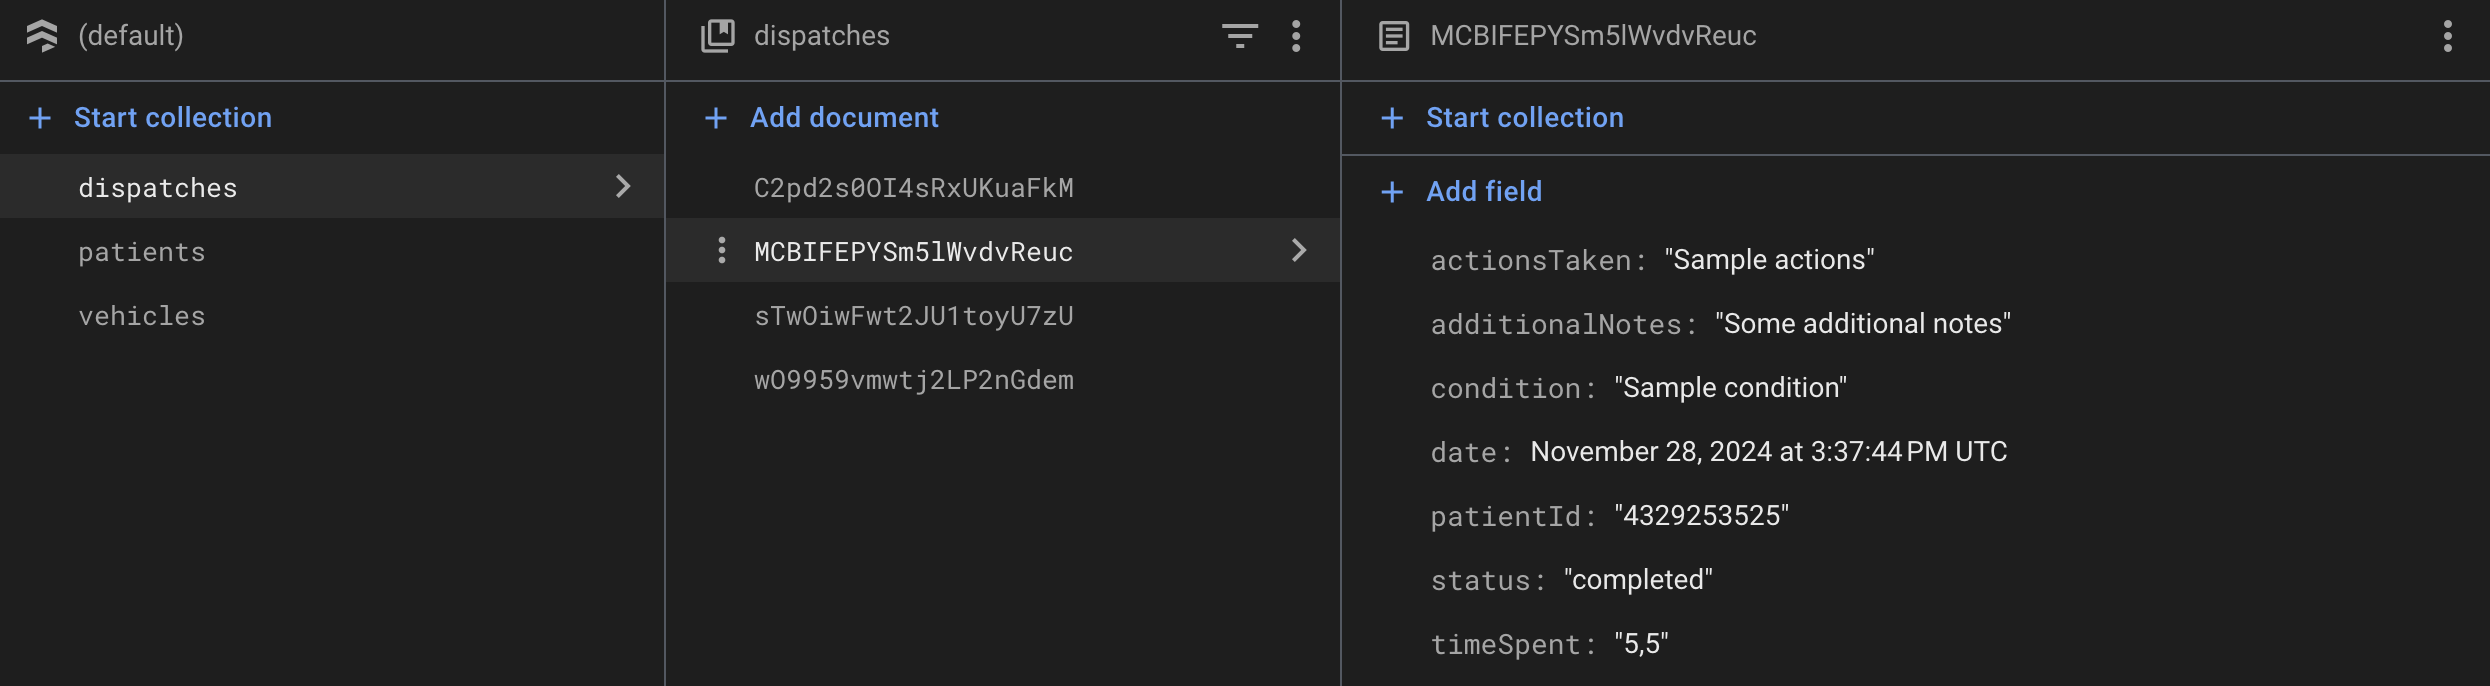 (default)
Start collection
dispatches
patients
vehicles
dispatches
Add document
C2pd2s0OI4sRxUKuaFkM
MCBIFEPYSm5lWvdvReuc
sTwOiwFwt2JU1toyU7zU
wO9959vmwtj2LP2nGdem
MCBIFEPYSm5lWvdvReuc
Start collection
Add field
actionsTaken: "Sample actions"
additionalNotes: "Some additional notes"
condition: "Sample condition"
date: November 28, 2024 at 3:37:44 PM UTC
patientId: "4329253525"
status: "completed"
timeSpent: "5,5"